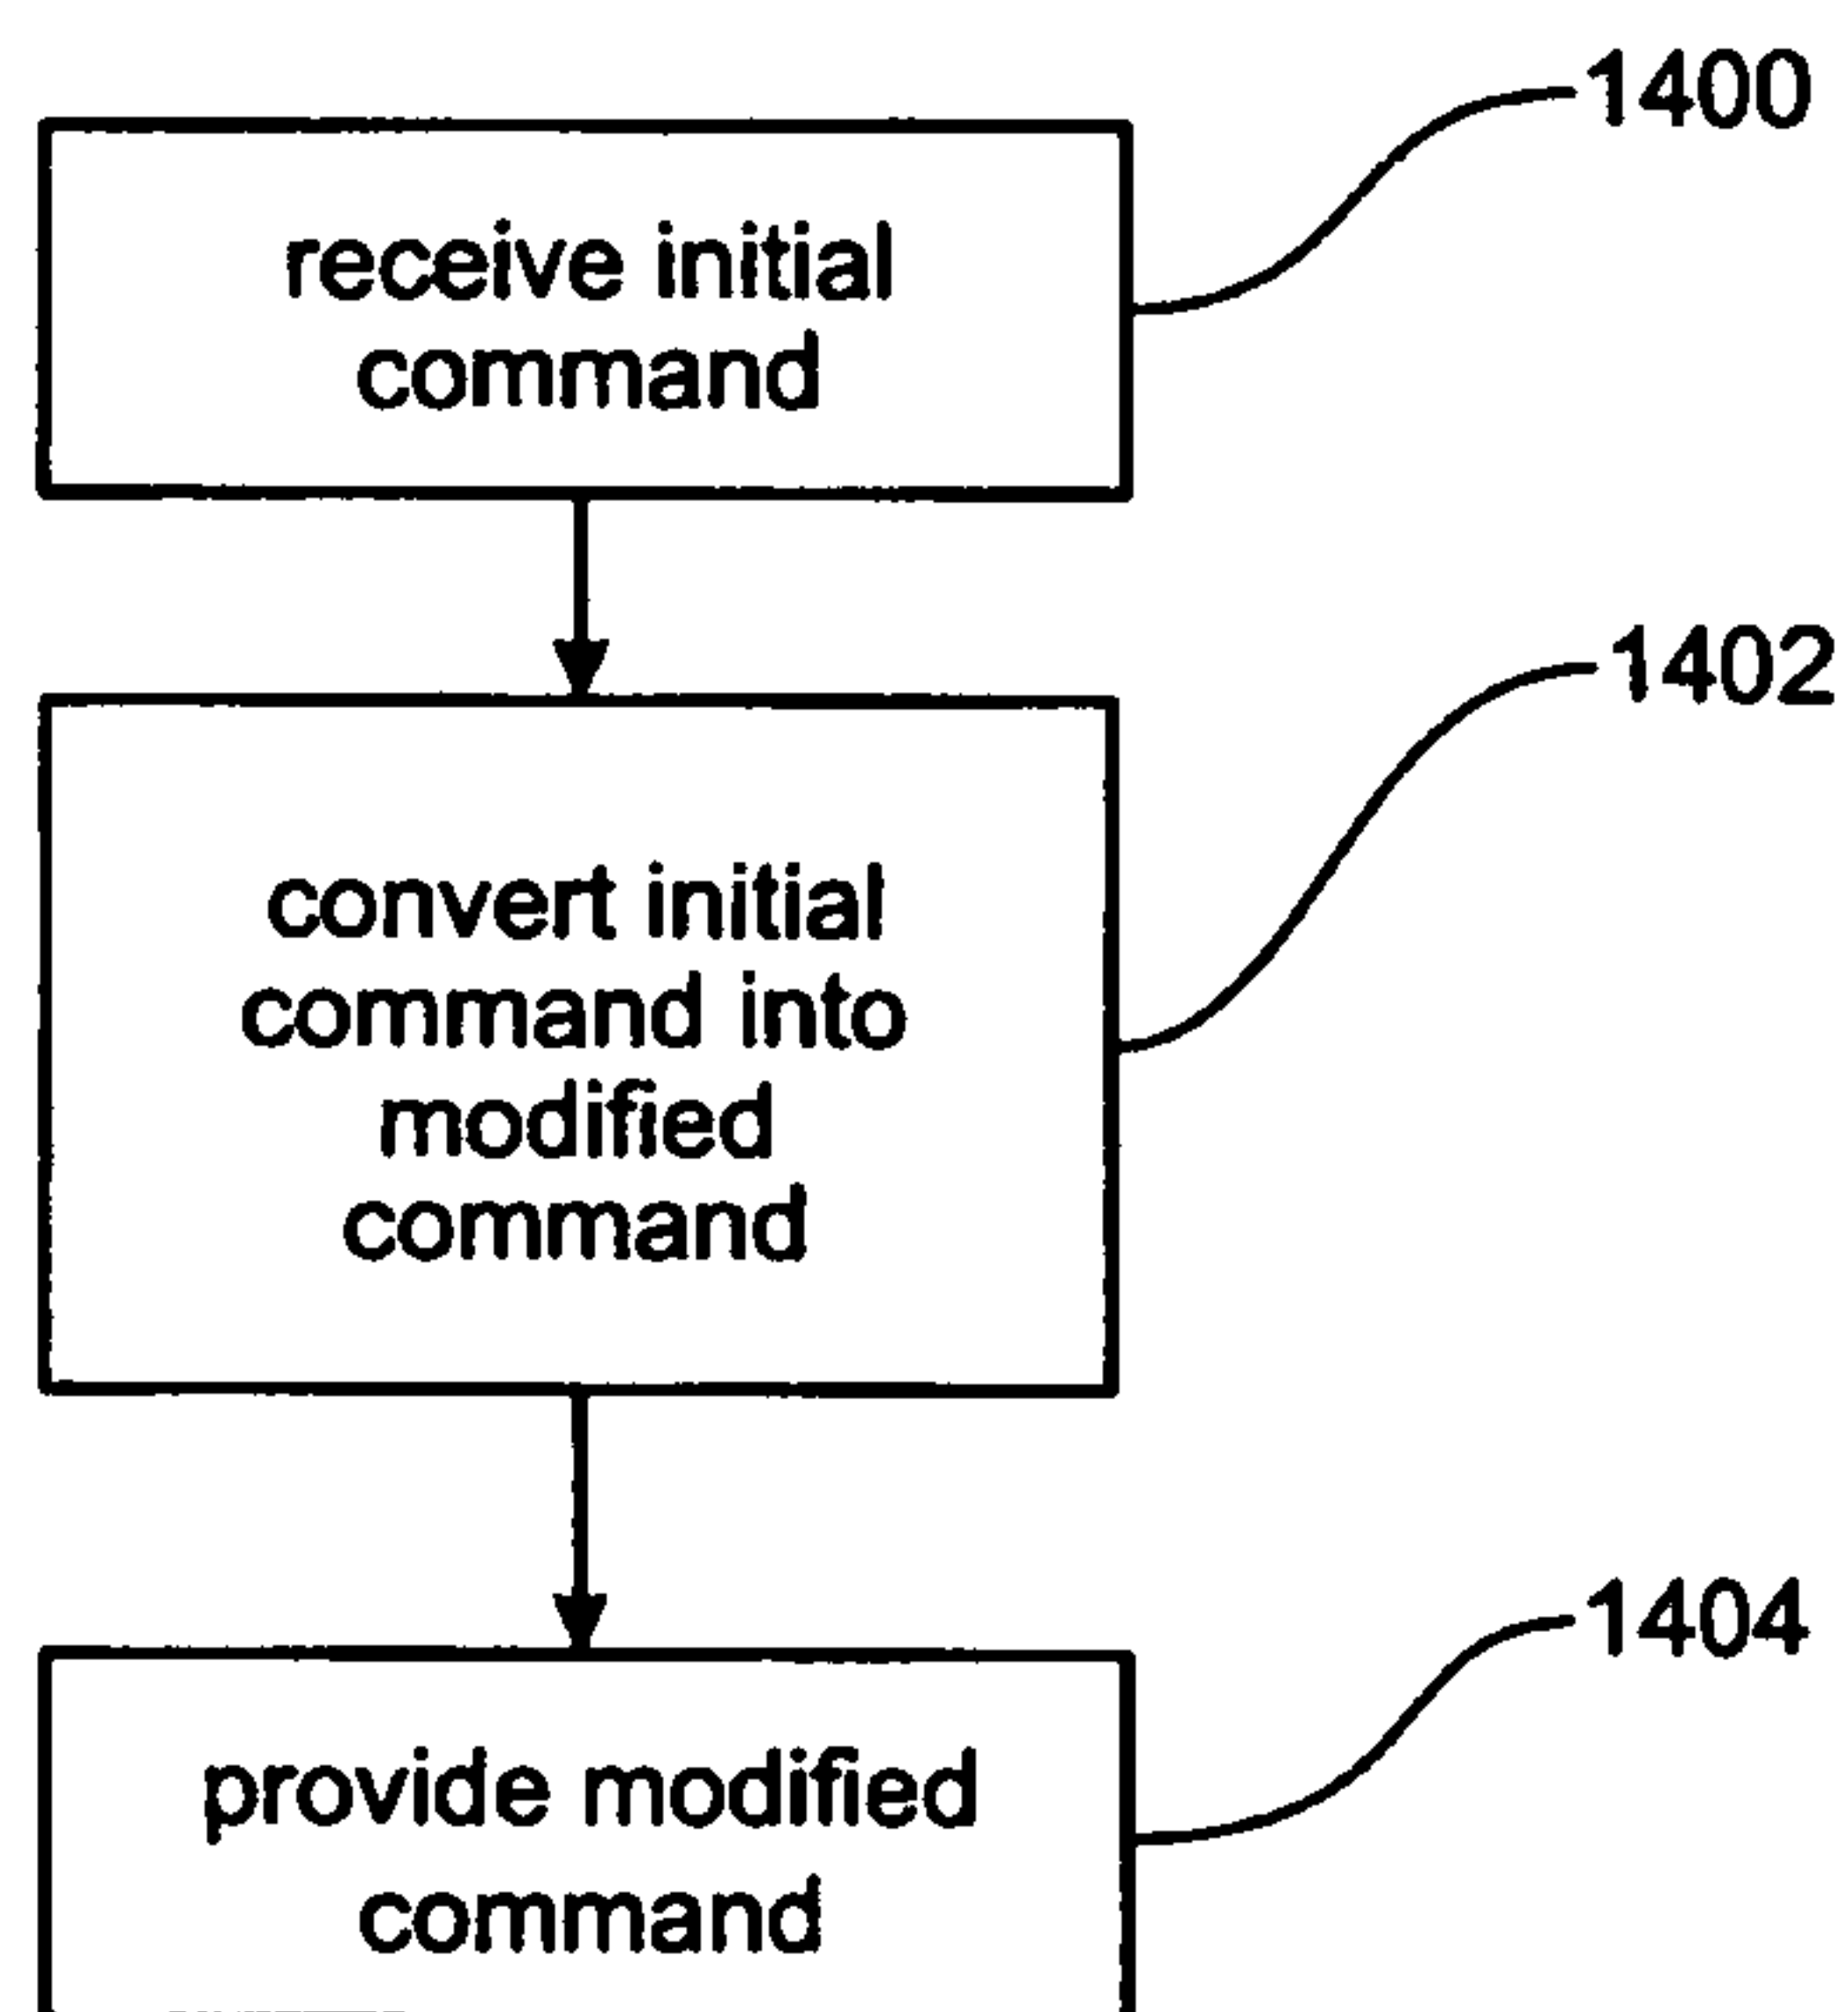 1400
receive initial
command
1402
convert initial
command into
modified
command
1404
provide modified
command